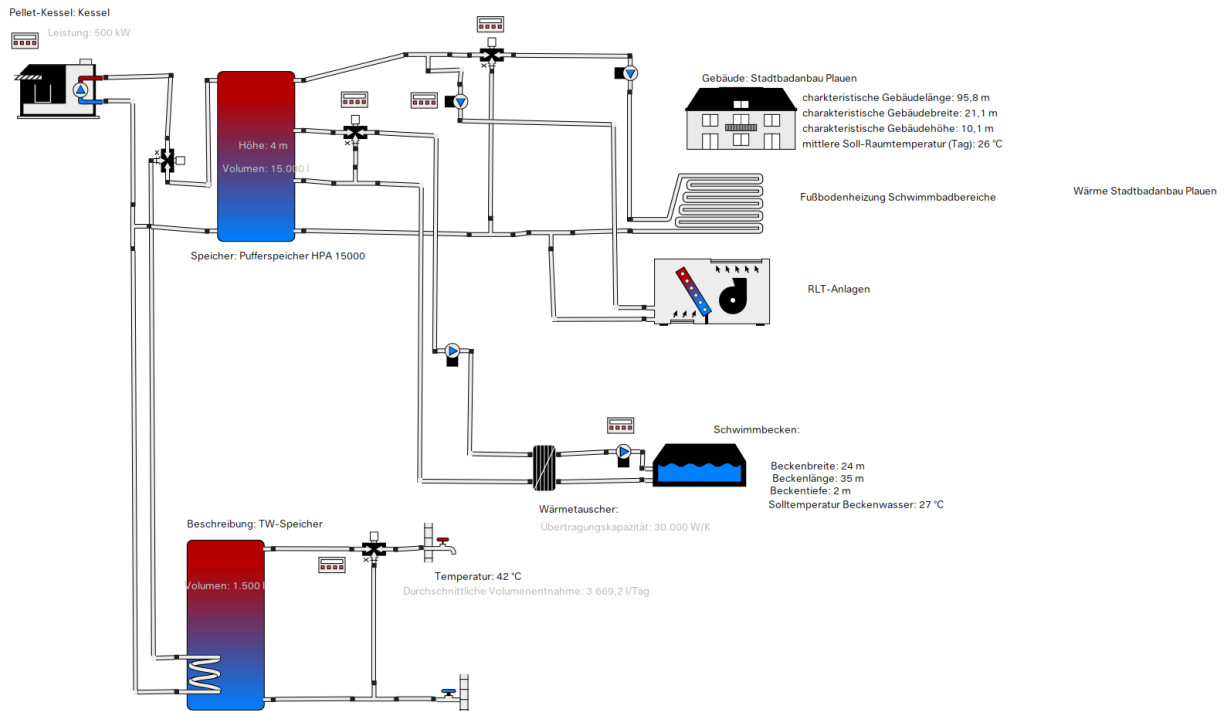 Pellet-Kessel: Kessel
Leistung: 500 kW
Gebäude: Stadtbadanbau Plauen
charkteristische Gebäudelänge: 95,8 m
charakteristische Gebäudebreite: 21,1 m
charakteristische Gebäudehöhe: 10,1 m
mittlere Soll-Raumtemperatur (Tag): 26 °C
Höhe: 4 m
Volumen: 15.000 l
Fußbodenheizung Schwimmbadbereiche
Wärme Stadtbadanbau Plauen
Speicher: Pufferspeicher HPA 15000
RLT-Anlagen
Schwimmbecken:
Beckenbreite: 24 m
Beckenlänge: 35 m
Beckentiefe: 2 m
Solltemperatur Beckenwasser: 27 °C
Wärmetauscher:
Übertragungskapazität: 30.000 W/K
Beschreibung: TW-Speicher
Volumen: 1.500 l
Temperatur: 42 °C
Durchschnittliche Volumenentnahme: 3.669,2 l/Tag